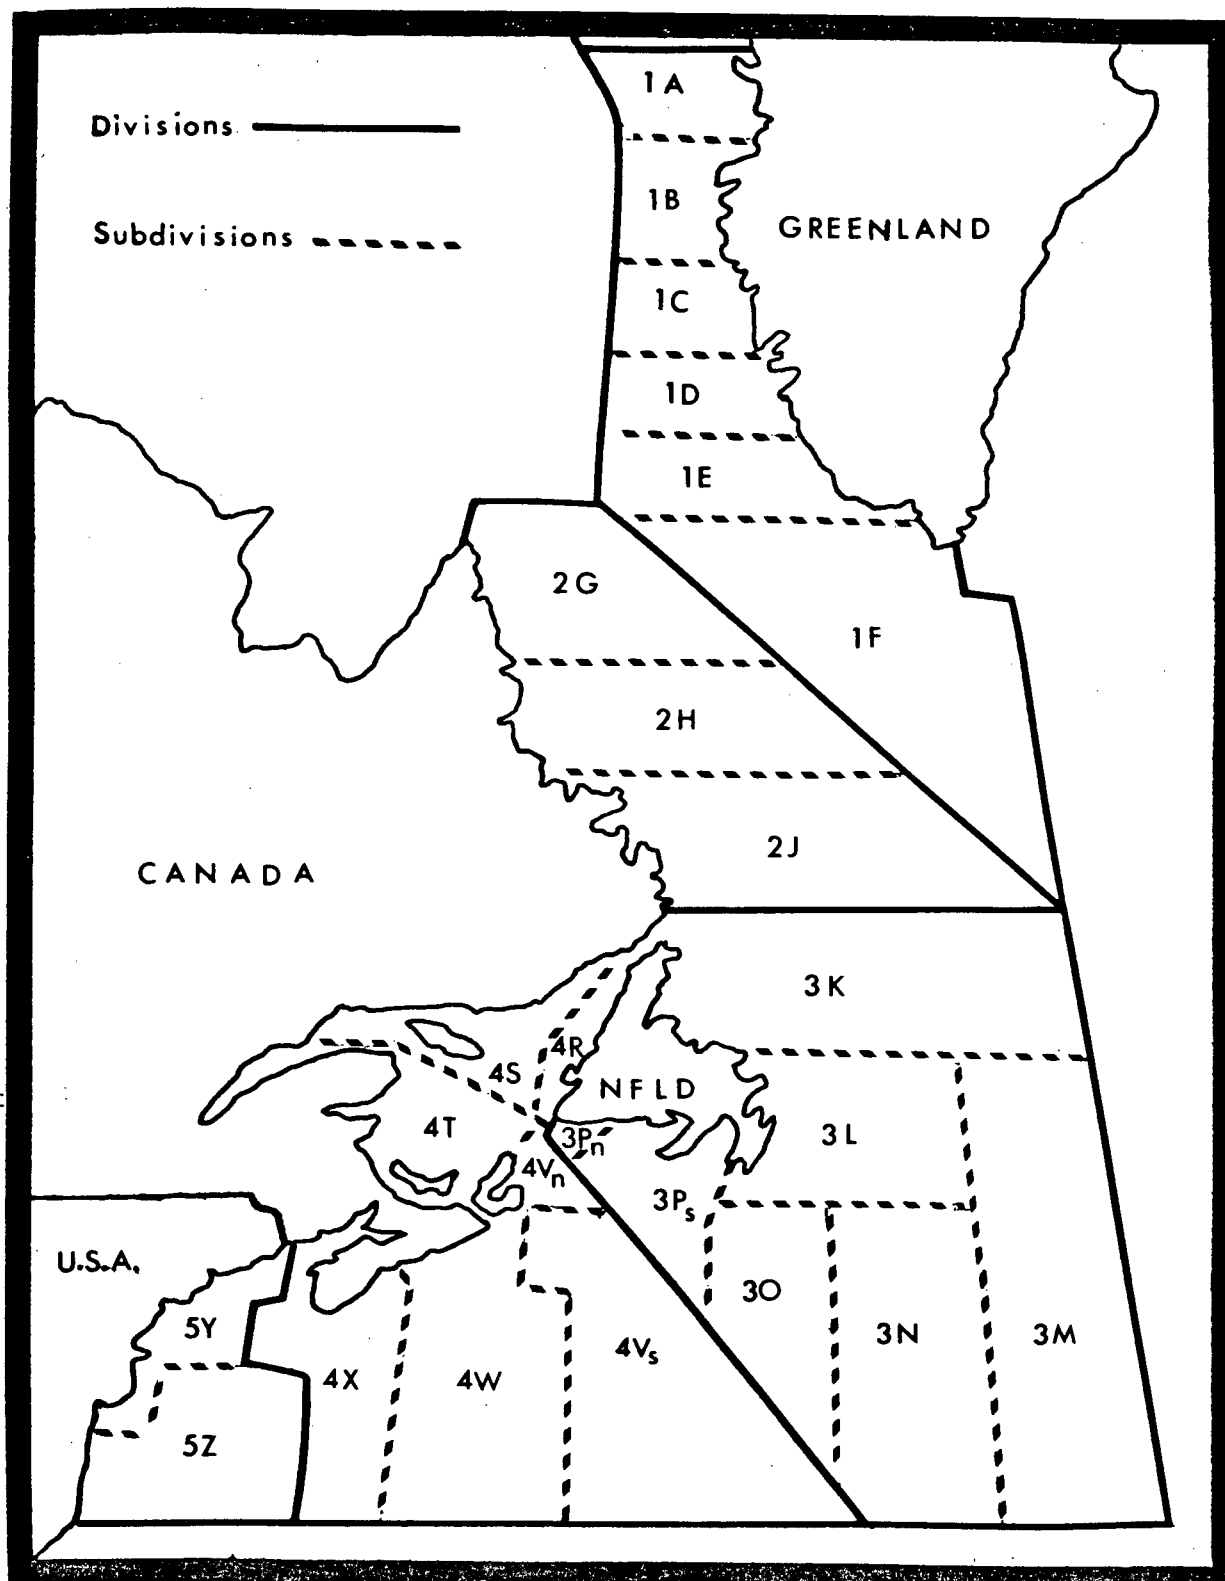 1A
Divisions
1B
GREENLAND
Subdivisions
1C
1D
1E
2G
1F
2H
2J
CANADA
3K
4R
4S
NFLD
4T
3Pn
3L
4Vn
3Ps
U.S.A.
3O
5Y
3N
3M
4Vs
4X
4W
5Z